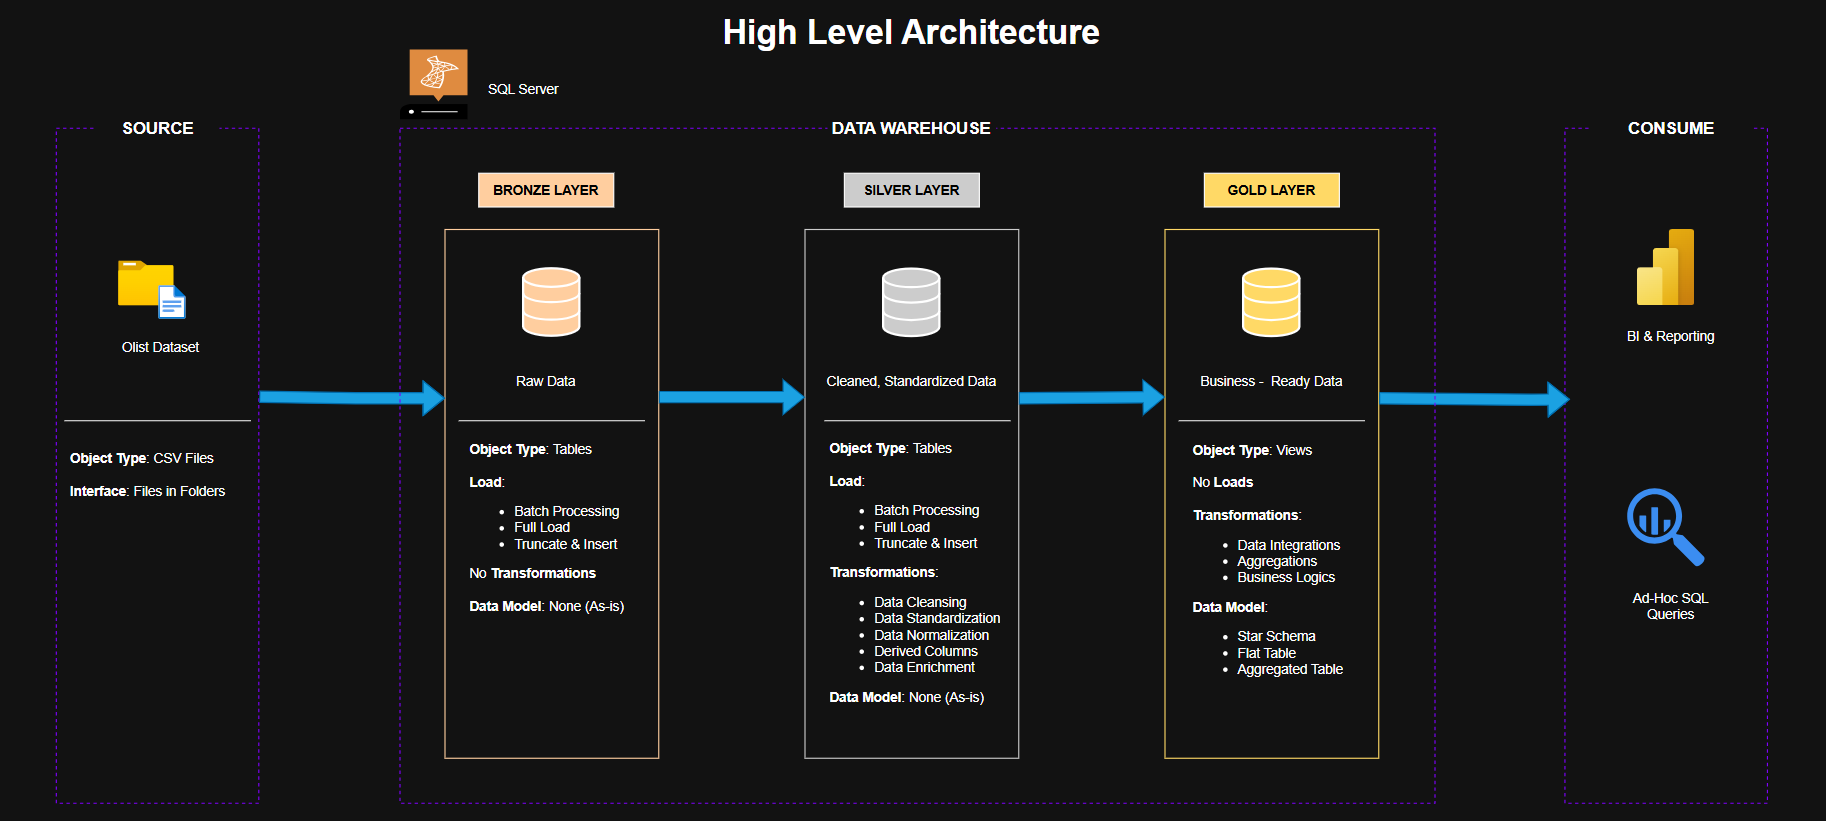 High Level Architecture
SQL Server
SOURCE
Olist Dataset
Object Type: CSV Files
Interface: Files in Folders
DATA WAREHOUSE
BRONZE LAYER
Raw Data
Object Type: Tables
Load:
Batch Processing
Full Load
Truncate & Insert
No Transformations
Data Model: None (As-is)
SILVER LAYER
Cleaned, Standardized Data
Object Type: Tables
Load:
Batch Processing
Full Load
Truncate & Insert
Transformations:
Data Cleansing
Data Standardization
Data Normalization
Derived Columns
Data Enrichment
Data Model: None (As-is)
GOLD LAYER
Business - Ready Data
Object Type: Views
No Loads
Transformations:
Data Integrations
Aggregations
Business Logics
Data Model:
Star Schema
Flat Table
Aggregated Table
CONSUME
BI & Reporting
Ad-Hoc SQL
Queries